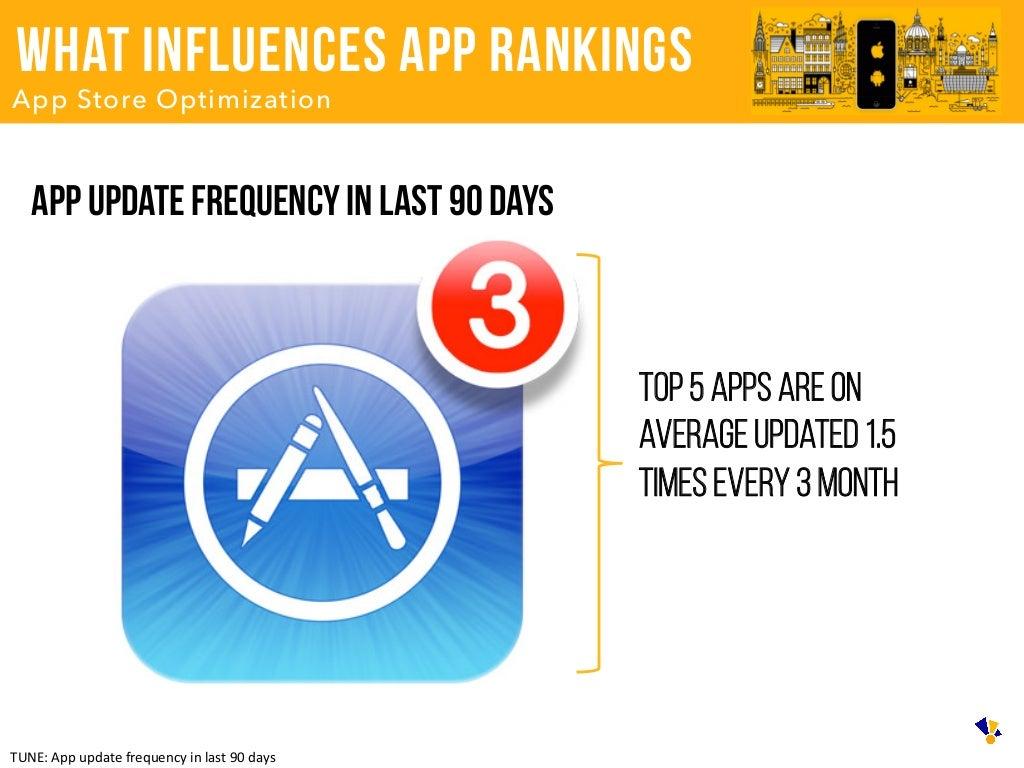 WHAT INFLUENCES APP RANKINGS
App Store Optimization
APP UPDATE FREQUENCY IN LAST 90 DAYS
3
TOP 5 APPS ARE ON
AVERAGE UPDATED 1.5
TIMES EVERY 3 MONTH
TUNE: App update frequency in last 90 days